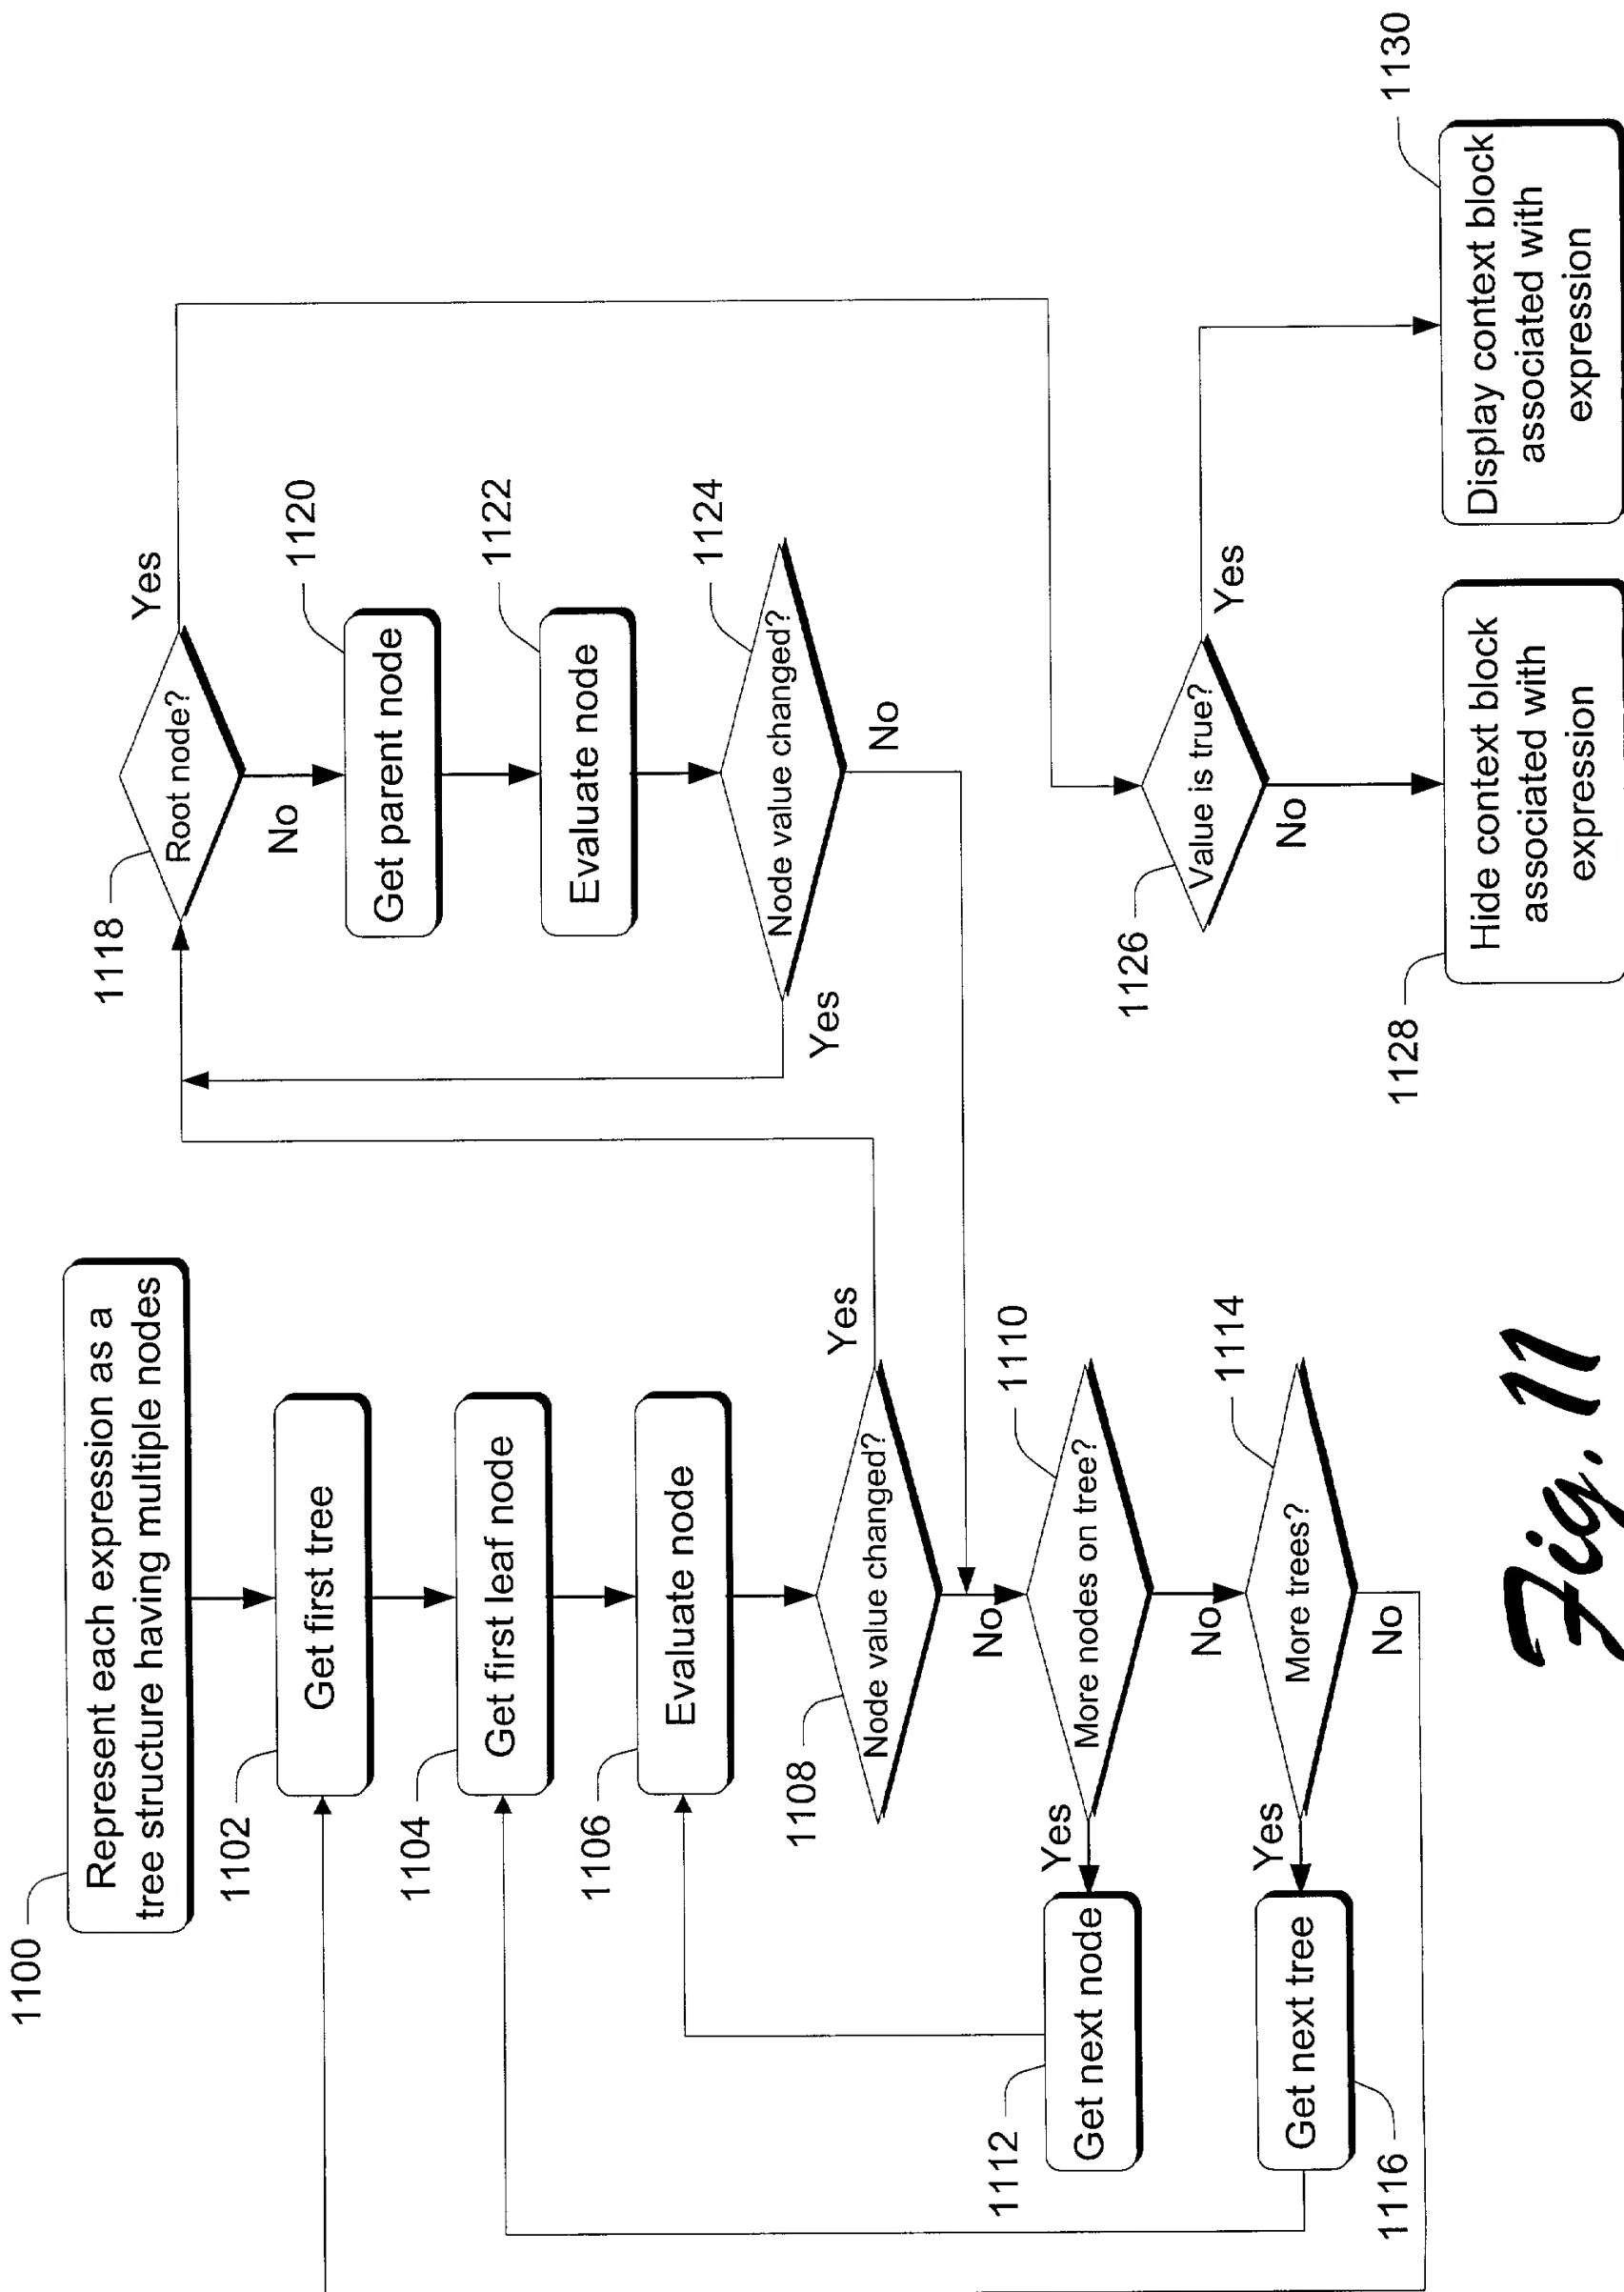 1100
Represent each expression as a
tree structure having multiple nodes
1102
Get first tree
1104
Get first leaf node
1106
Evaluate node
1108
Node value changed?
Yes
No
1110
More nodes on tree?
Yes
No
1112
Get next node
1114
More trees?
Yes
No
1116
Get next tree
1118
Root node?
Yes
No
1120
Get parent node
1122
Evaluate node
1124
Node value changed?
Yes
No
1126
Value is true?
Yes
No
1128
Hide context block
associated with
expression
1130
Display context block
associated with
expression
Fig. 11